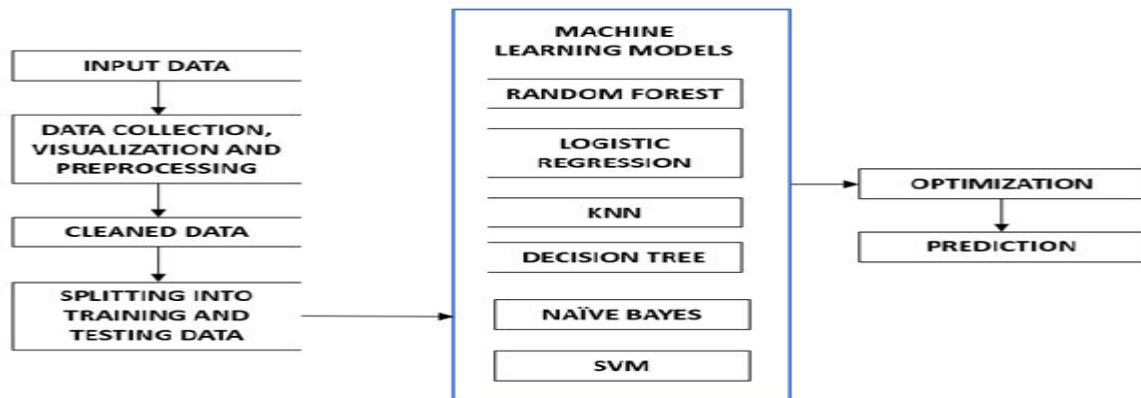 INPUT DATA
DATA COLLECTION,
VISUALIZATION AND
PREPROCESSING
CLEANED DATA
SPLITTING INTO
TRAINING AND
TESTING DATA
MACHINE
LEARNING MODELS
RANDOM FOREST
LOGISTIC
REGRESSION
KNN
DECISION TREE
NAÏVE BAYES
SVM
OPTIMIZATION
PREDICTION